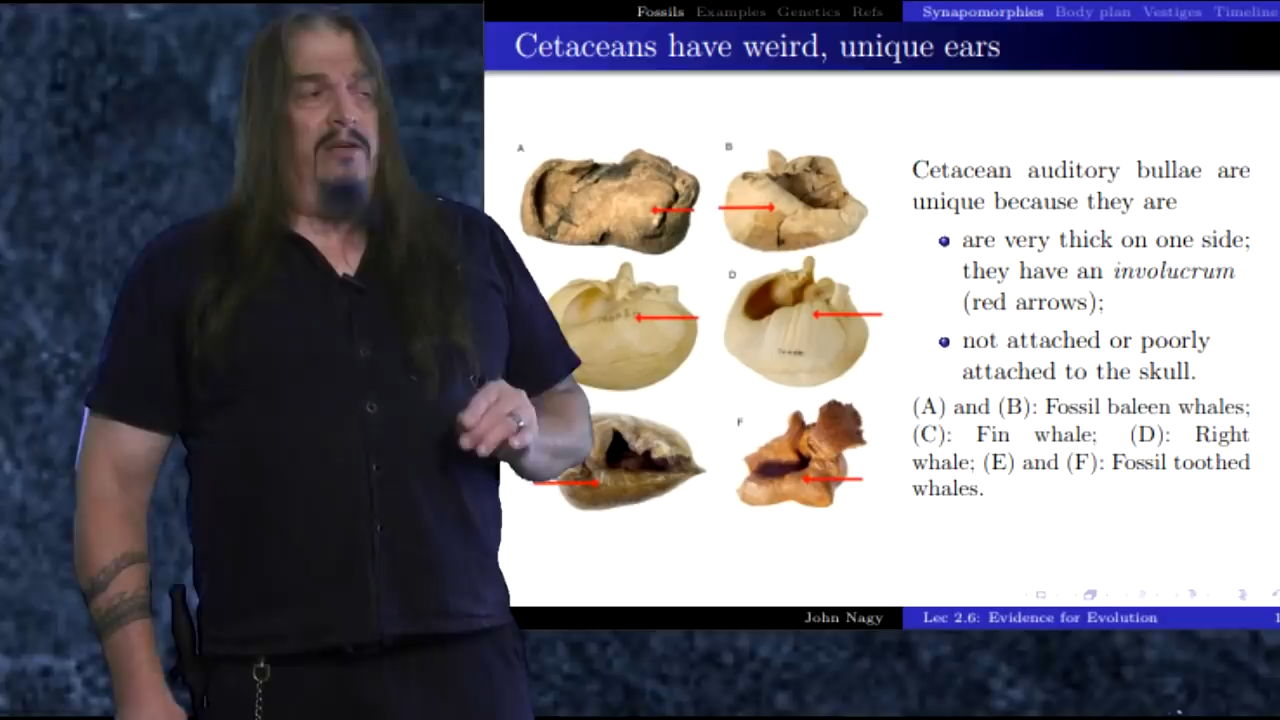 Fossils Examples Genetics Refs
Synapomorphies Body plan Vestiges Timeline
Cetaceans have weird, unique ears
A
B
D
F
Cetacean auditory bullae are
unique because they are
are very thick on one side;
they have an involucrum
(red arrows);
not attached or poorly
attached to the skull.
(A) and (B): Fossil baleen whales;
(C): Fin whale; (D): Right
whale; (E) and (F): Fossil toothed
whales.
John Nagy
Lec 2.6: Evidence for Evolution